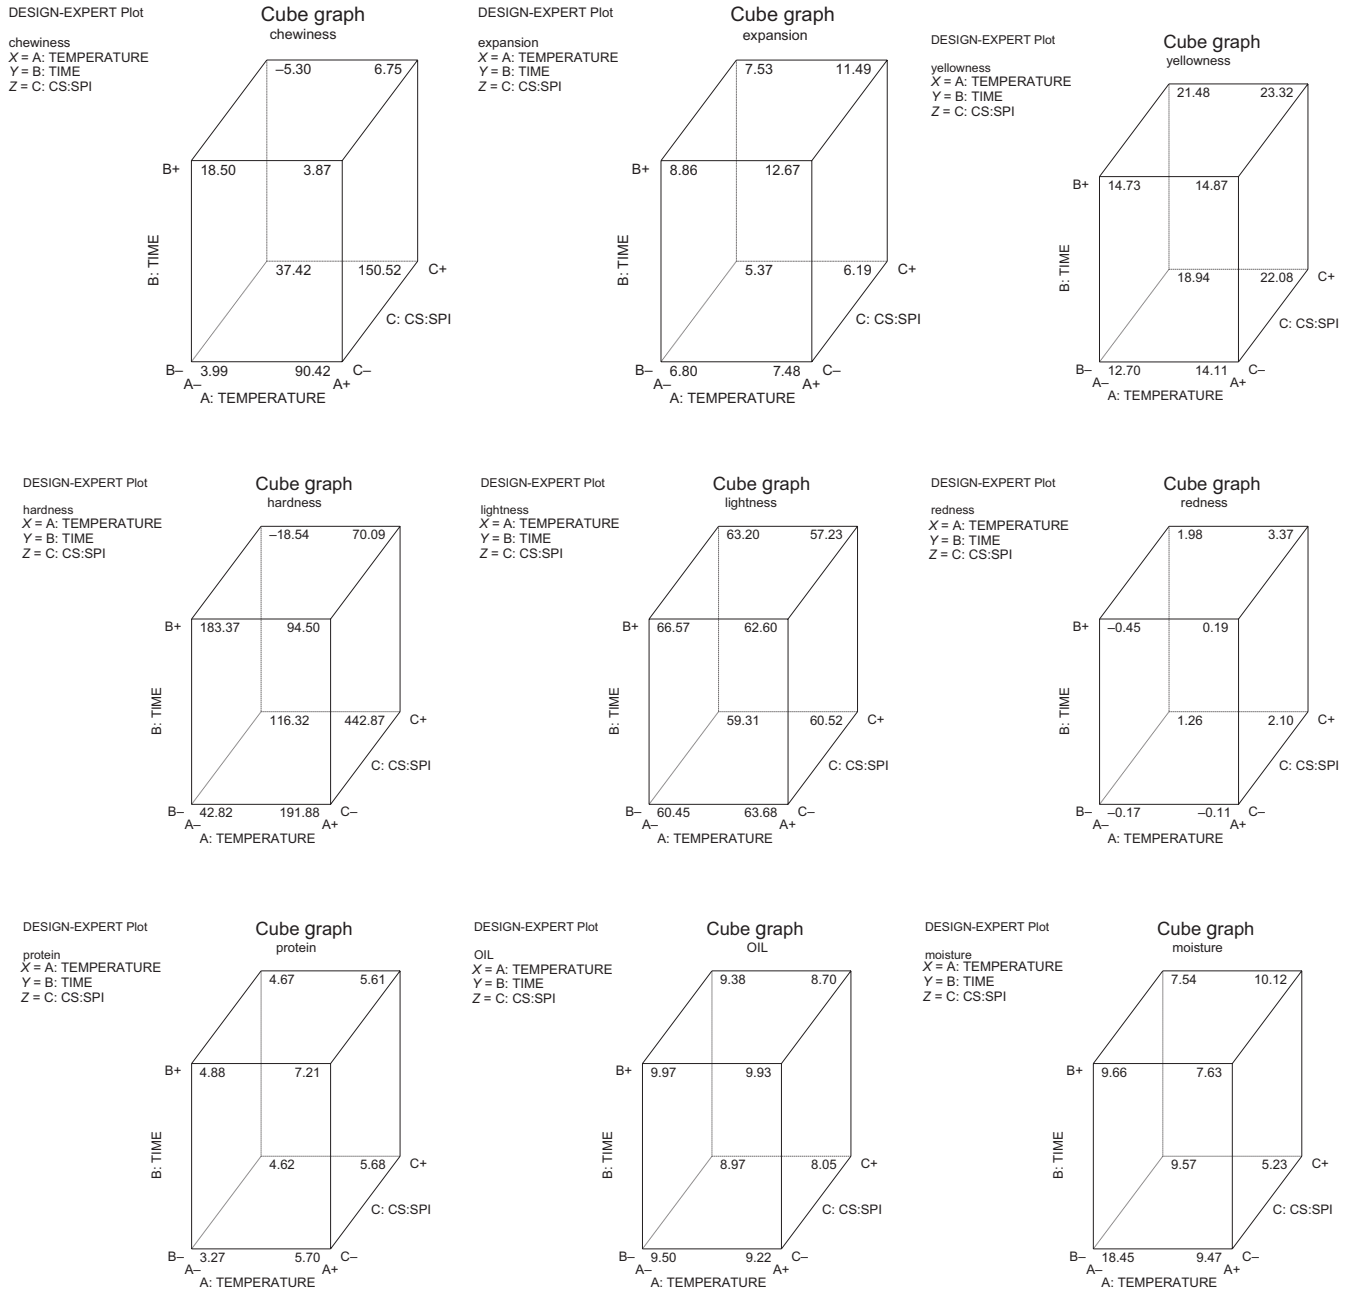 DESIGN-EXPERT Plot
Cube graph
chewiness
chewiness
X = A: TEMPERATURE
Y = B: TIME
Z = C: CS:SPI
–5.30 6.75
B+ 18.50 3.87
B: TIME
37.42 150.52 C+
C: CS:SPI
B– 3.99 90.42 C–
A– A+
A: TEMPERATURE
DESIGN-EXPERT Plot
Cube graph
expansion
expansion
X = A: TEMPERATURE
Y = B: TIME
Z = C: CS:SPI
7.53 11.49
B+ 8.86 12.67
B: TIME
5.37 6.19 C+
C: CS:SPI
B– 6.80 7.48 C–
A– A+
A: TEMPERATURE
DESIGN-EXPERT Plot
Cube graph
yellowness
yellowness
X = A: TEMPERATURE
Y = B: TIME
Z = C: CS:SPI
21.48 23.32
B+ 14.73 14.87
B: TIME
18.94 22.08 C+
C: CS:SPI
B– 12.70 14.11 C–
A– A+
A: TEMPERATURE
DESIGN-EXPERT Plot
Cube graph
hardness
hardness
X = A: TEMPERATURE
Y = B: TIME
Z = C: CS:SPI
–18.54 70.09
B+ 183.37 94.50
B: TIME
116.32 442.87 C+
C: CS:SPI
B– 42.82 191.88 C–
A– A+
A: TEMPERATURE
DESIGN-EXPERT Plot
Cube graph
lightness
lightness
X = A: TEMPERATURE
Y = B: TIME
Z = C: CS:SPI
63.20 57.23
B+ 66.57 62.60
B: TIME
59.31 60.52 C+
C: CS:SPI
B– 60.45 63.68 C–
A– A+
A: TEMPERATURE
DESIGN-EXPERT Plot
Cube graph
redness
redness
X = A: TEMPERATURE
Y = B: TIME
Z = C: CS:SPI
1.98 3.37
B+ –0.45 0.19
B: TIME
1.26 2.10 C+
C: CS:SPI
B– –0.17 –0.11 C–
A– A+
A: TEMPERATURE
DESIGN-EXPERT Plot
Cube graph
protein
protein
X = A: TEMPERATURE
Y = B: TIME
Z = C: CS:SPI
4.67 5.61
B+ 4.88 7.21
B: TIME
4.62 5.68 C+
C: CS:SPI
B– 3.27 5.70 C–
A– A+
A: TEMPERATURE
DESIGN-EXPERT Plot
Cube graph
OIL
OIL
X = A: TEMPERATURE
Y = B: TIME
Z = C: CS:SPI
9.38 8.70
B+ 9.97 9.93
B: TIME
8.97 8.05 C+
C: CS:SPI
B– 9.50 9.22 C–
A– A+
A: TEMPERATURE
DESIGN-EXPERT Plot
Cube graph
moisture
moisture
X = A: TEMPERATURE
Y = B: TIME
Z = C: CS:SPI
7.54 10.12
B+ 9.66 7.63
B: TIME
9.57 5.23 C+
C: CS:SPI
B– 18.45 9.47 C–
A– A+
A: TEMPERATURE